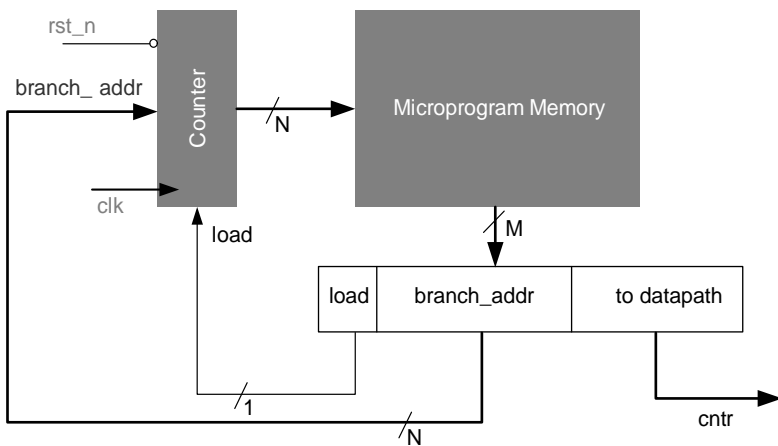 rst_n
branch_ addr
Counter
clk
N
Microprogram Memory
load
M
load
branch_addr
to datapath
1
N
cntr